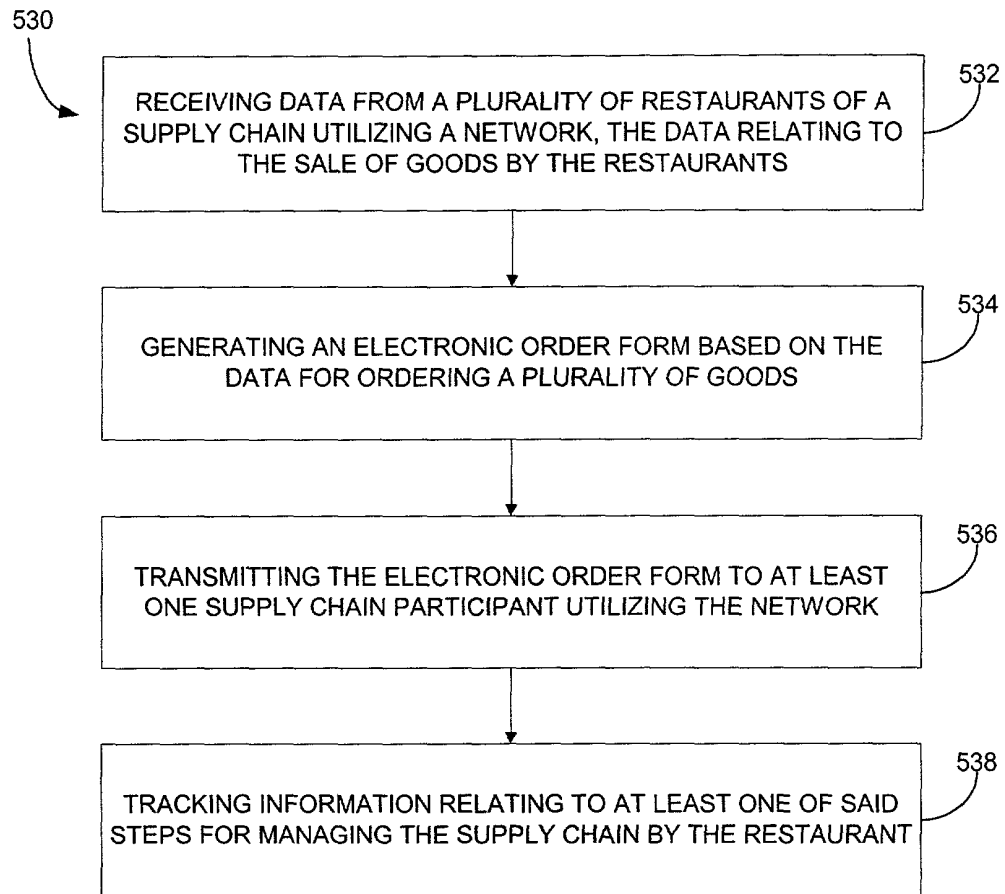 530
532
RECEIVING DATA FROM A PLURALITY OF RESTAURANTS OF A
SUPPLY CHAIN UTILIZING A NETWORK, THE DATA RELATING TO
THE SALE OF GOODS BY THE RESTAURANTS
534
GENERATING AN ELECTRONIC ORDER FORM BASED ON THE
DATA FOR ORDERING A PLURALITY OF GOODS
536
TRANSMITTING THE ELECTRONIC ORDER FORM TO AT LEAST
ONE SUPPLY CHAIN PARTICIPANT UTILIZING THE NETWORK
538
TRACKING INFORMATION RELATING TO AT LEAST ONE OF SAID
STEPS FOR MANAGING THE SUPPLY CHAIN BY THE RESTAURANT